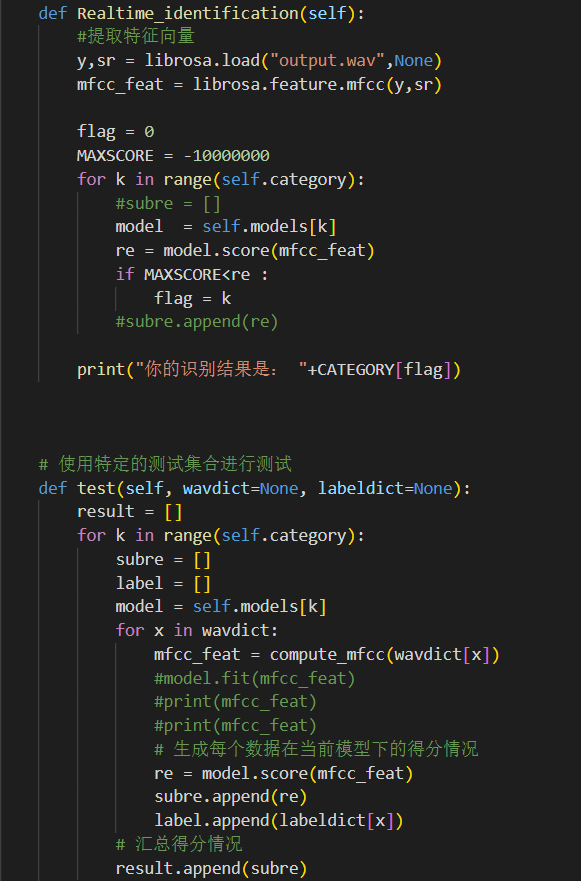 def Realtime_identification(self):
#提取特征向量
y,sr = librosa.load("output.wav",None)
mfcc_feat = librosa.feature.mfcc(y,sr)
flag = 0
MAXSCORE = -10000000
for k in range(self.category):
#subre = []
model  = self.models[k]
re = model.score(mfcc_feat)
if MAXSCORE<re :
flag = k
#subre.append(re)
print("你的识别结果是： "+CATEGORY[flag])
# 使用特定的测试集合进行测试
def test(self, wavdict=None, labeldict=None):
result = []
for k in range(self.category):
subre = []
label = []
model = self.models[k]
for x in wavdict:
mfcc_feat = compute_mfcc(wavdict[x])
#model.fit(mfcc_feat)
#print(mfcc_feat)
#print(mfcc_feat)
# 生成每个数据在当前模型下的得分情况
re = model.score(mfcc_feat)
subre.append(re)
label.append(labeldict[x])
# 汇总得分情况
result.append(subre)